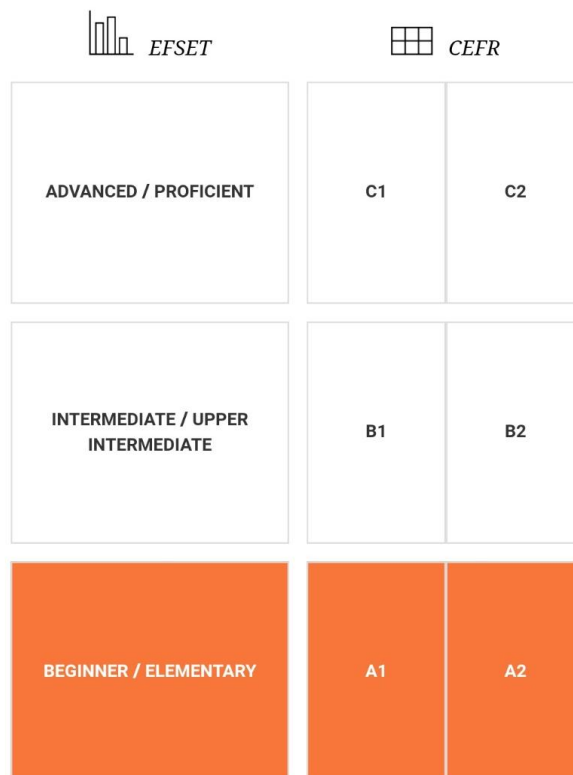 EFSET
CEFR
ADVANCED / PROFICIENT
C1
C2
INTERMEDIATE / UPPER
INTERMEDIATE
B1
B2
BEGINNER / ELEMENTARY
A1
A2